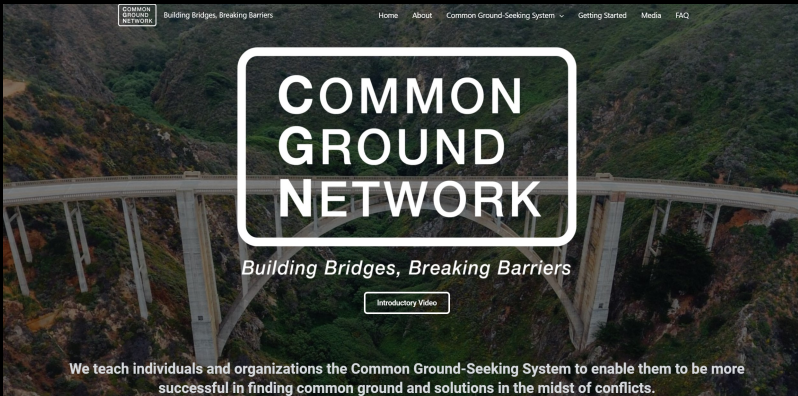 COMMON
GROUND
NETWORK
Building Bridges, Breaking Barriers
Home About Common Ground-Seeking System Getting Started Media FAQ
COMMON
GROUND
NETWORK
Building Bridges, Breaking Barriers
Introductory Video
We teach individuals and organizations the Common Ground-Seeking System to enable them to be more
successful in finding common ground and solutions in the midst of conflicts.